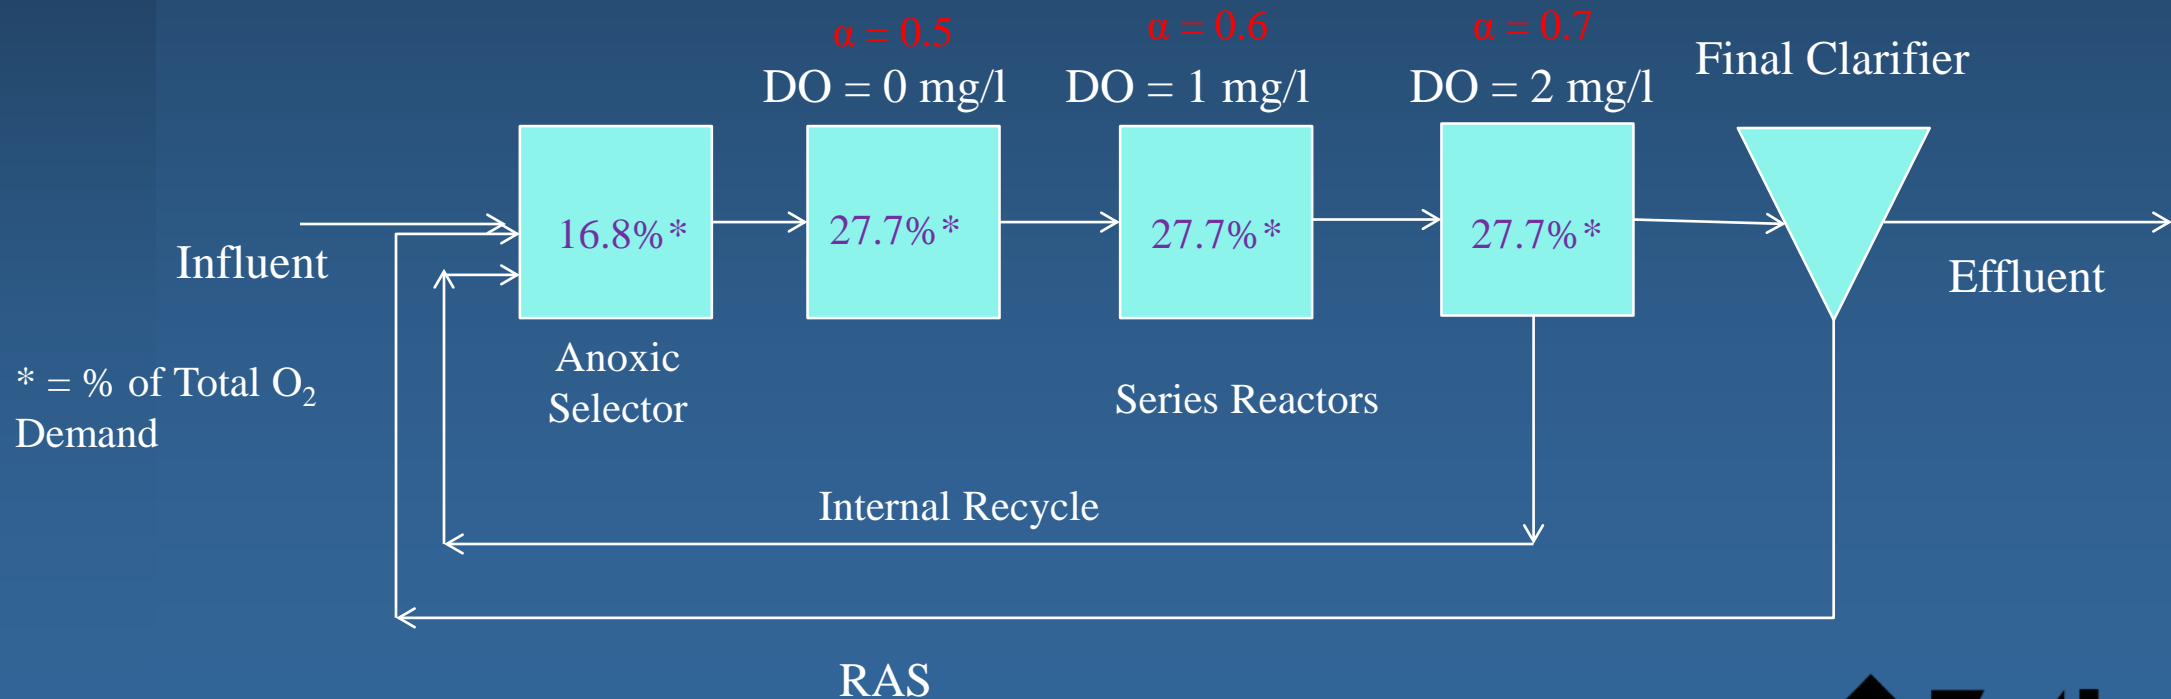 α = 0.5
α = 0.6
α = 0.7
DO = 0 mg/l
DO = 1 mg/l
DO = 2 mg/l
Final Clarifier
16.8%*
27.7%*
27.7%*
27.7%*
Influent
Effluent
Anoxic
Selector
Series Reactors
* = % of Total O₂
Demand
Internal Recycle
RAS